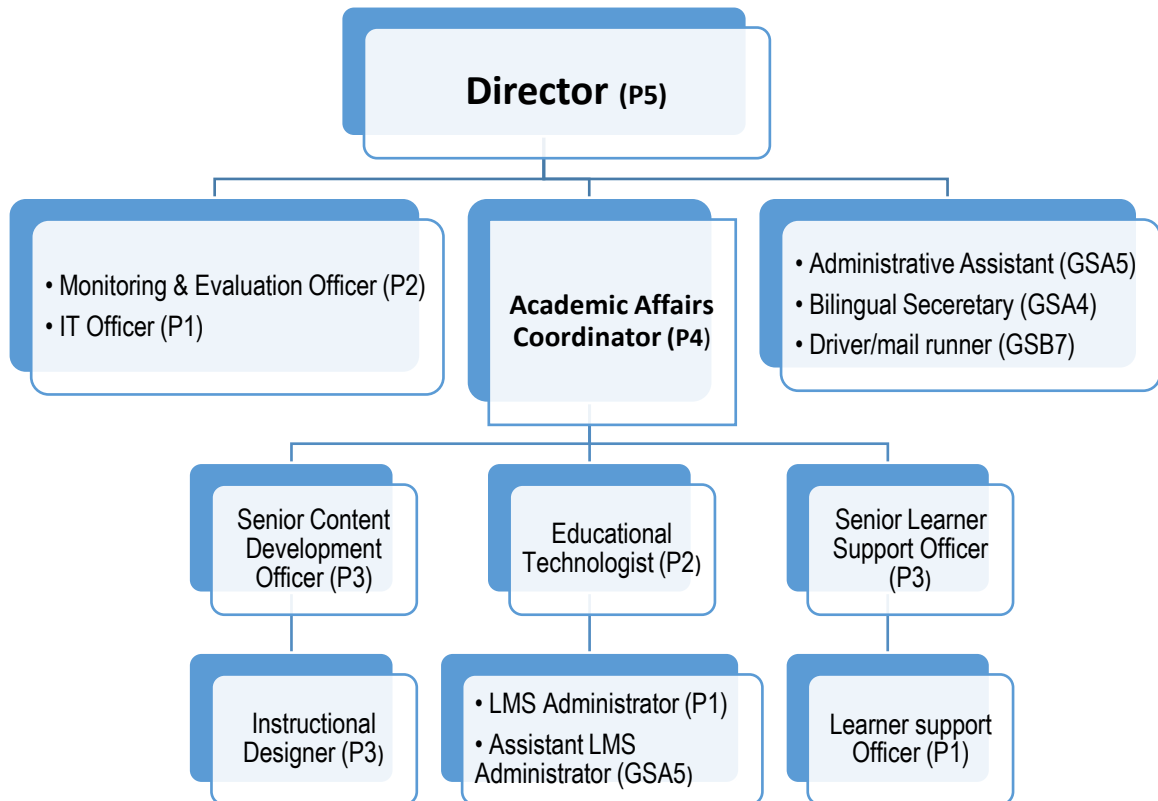 Director (P5)
• Monitoring & Evaluation Officer (P2)
• IT Officer (P1)
Academic Affairs
Coordinator (P4)
• Administrative Assistant (GSA5)
• Bilingual Seceretary (GSA4)
• Driver/mail runner (GSB7)
Senior Content
Development
Officer (P3)
Educational
Technologist (P2)
Senior Learner
Support Officer
(P3)
Instructional
Designer (P3)
• LMS Administrator (P1)
• Assistant LMS
Administrator (GSA5)
Learner support
Officer (P1)